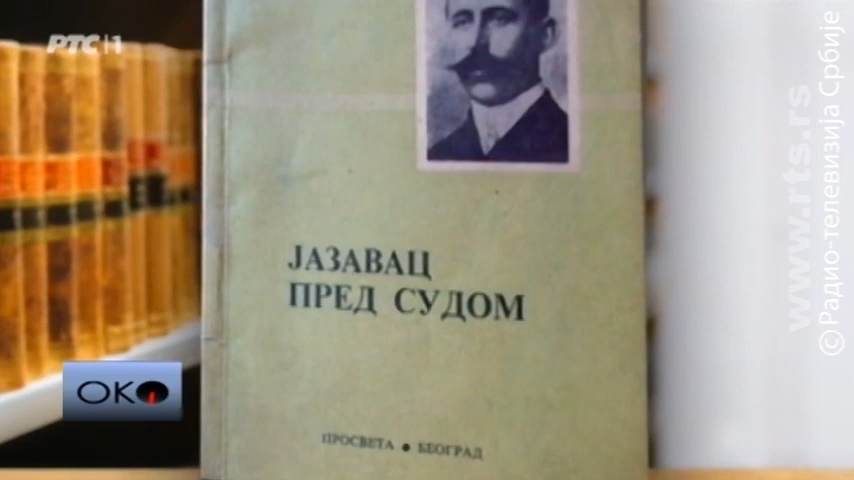 РТС 1
ЈАЗАВАЦ
ПРЕД СУДОМ
ПРОСВЕТА • БЕОГРАД
ОКО
www.rts.rs
© Радио-телевизија Србије